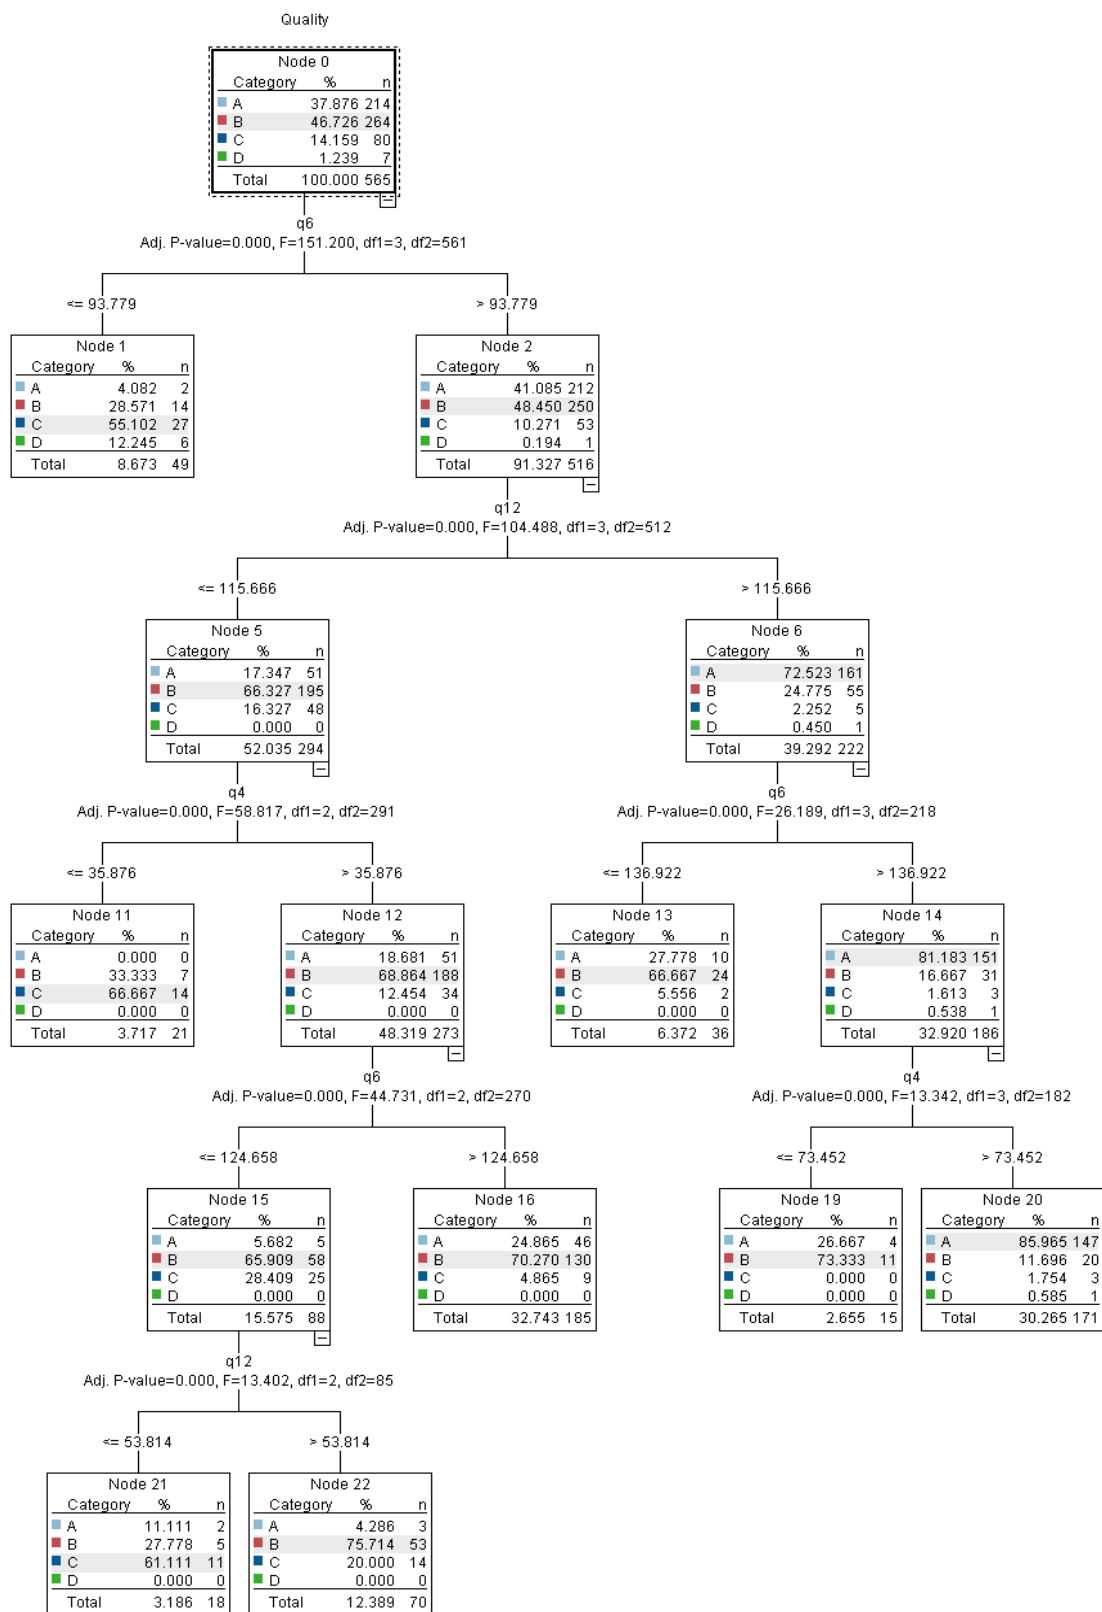 Quality
Node 0
Category % n
A 37.876 214
B 46.726 264
C 14.159 80
D 1.239 7
Total 100.000 565
q6
Adj. P-value=0.000, F=151.200, df1=3, df2=561
<= 93.779
> 93.779
Node 1
Category % n
A 4.082 2
B 28.571 14
C 55.102 27
D 12.245 6
Total 8.673 49
Node 2
Category % n
A 41.085 212
B 48.450 250
C 10.271 53
D 0.194 1
Total 91.327 516
q12
Adj. P-value=0.000, F=104.488, df1=3, df2=512
<= 115.666
> 115.666
Node 5
Category % n
A 17.347 51
B 66.327 195
C 16.327 48
D 0.000 0
Total 52.035 294
Node 6
Category % n
A 72.523 161
B 24.775 55
C 2.252 5
D 0.450 1
Total 39.292 222
q4
Adj. P-value=0.000, F=58.817, df1=2, df2=291
q6
Adj. P-value=0.000, F=26.189, df1=3, df2=218
<= 35.876
> 35.876
<= 136.922
> 136.922
Node 11
Category % n
A 0.000 0
B 33.333 7
C 66.667 14
D 0.000 0
Total 3.717 21
Node 12
Category % n
A 18.681 51
B 68.864 188
C 12.454 34
D 0.000 0
Total 48.319 273
Node 13
Category % n
A 27.778 10
B 66.667 24
C 5.556 2
D 0.000 0
Total 6.372 36
Node 14
Category % n
A 81.183 151
B 16.667 31
C 1.613 3
D 0.538 1
Total 32.920 186
q6
Adj. P-value=0.000, F=44.731, df1=2, df2=270
q4
Adj. P-value=0.000, F=13.342, df1=3, df2=182
<= 124.658
> 124.658
<= 73.452
> 73.452
Node 15
Category % n
A 5.682 5
B 65.909 58
C 28.409 25
D 0.000 0
Total 15.575 88
Node 16
Category % n
A 24.865 46
B 70.270 130
C 4.865 9
D 0.000 0
Total 32.743 185
Node 19
Category % n
A 26.667 4
B 73.333 11
C 0.000 0
D 0.000 0
Total 2.655 15
Node 20
Category % n
A 85.965 147
B 11.696 20
C 1.754 3
D 0.585 1
Total 30.265 171
q12
Adj. P-value=0.000, F=13.402, df1=2, df2=85
<= 53.814
> 53.814
Node 21
Category % n
A 11.111 2
B 27.778 5
C 61.111 11
D 0.000 0
Total 3.186 18
Node 22
Category % n
A 4.286 3
B 75.714 53
C 20.000 14
D 0.000 0
Total 12.389 70